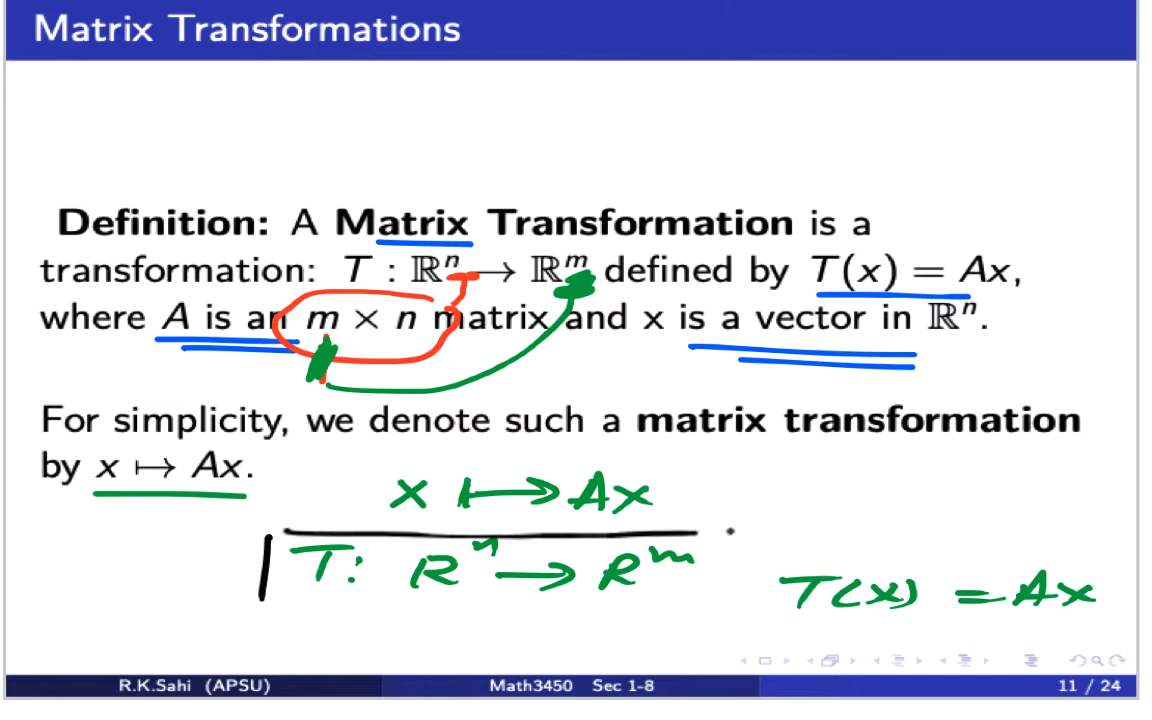 Matrix Transformations
Definition: A Matrix Transformation is a
transformation: T : ℝⁿ → ℝᵐ defined by T(x) = Ax,
where A is an m × n matrix and x is a vector in ℝⁿ.
For simplicity, we denote such a matrix transformation
by x ↦ Ax.
x ↦ Ax
T: Rⁿ → Rᵐ
T(x) = Ax
R.K.Sahi (APSU) Math3450 Sec 1-8 11 / 24